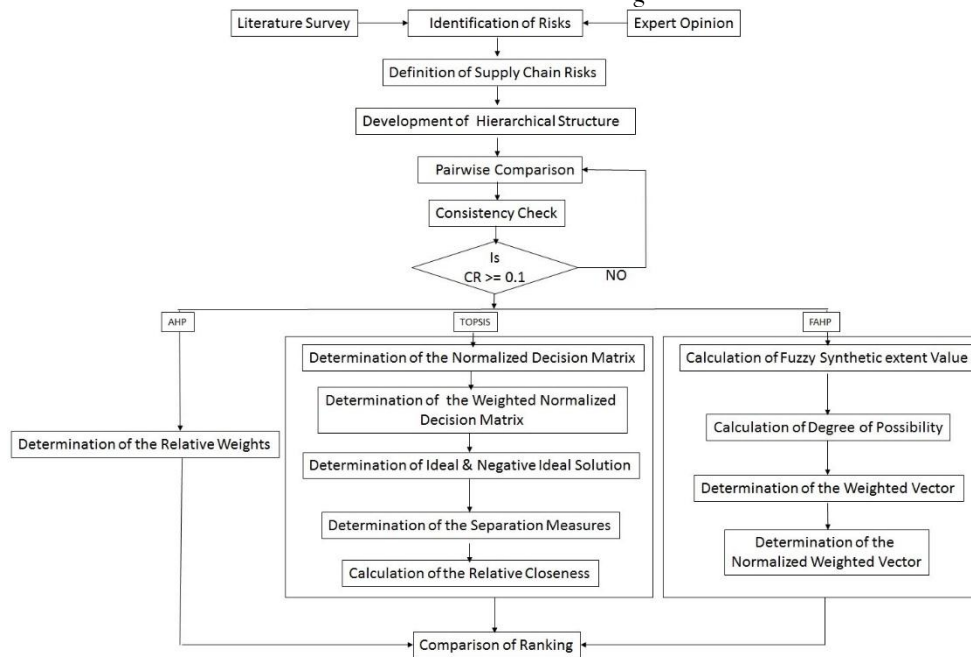 Literature Survey
Identification of Risks
Expert Opinion
Definition of Supply Chain Risks
Development of Hierarchical Structure
Pairwise Comparison
Consistency Check
Is
CR >= 0.1
NO
AHP
TOPSIS
FAHP
Determination of the Relative Weights
Determination of the Normalized Decision Matrix
Determination of the Weighted Normalized
Decision Matrix
Determination of Ideal & Negative Ideal Solution
Determination of the Separation Measures
Calculation of the Relative Closeness
Calculation of Fuzzy Synthetic extent Value
Calculation of Degree of Possibility
Determination of the Weighted Vector
Determination of the
Normalized Weighted Vector
Comparison of Ranking